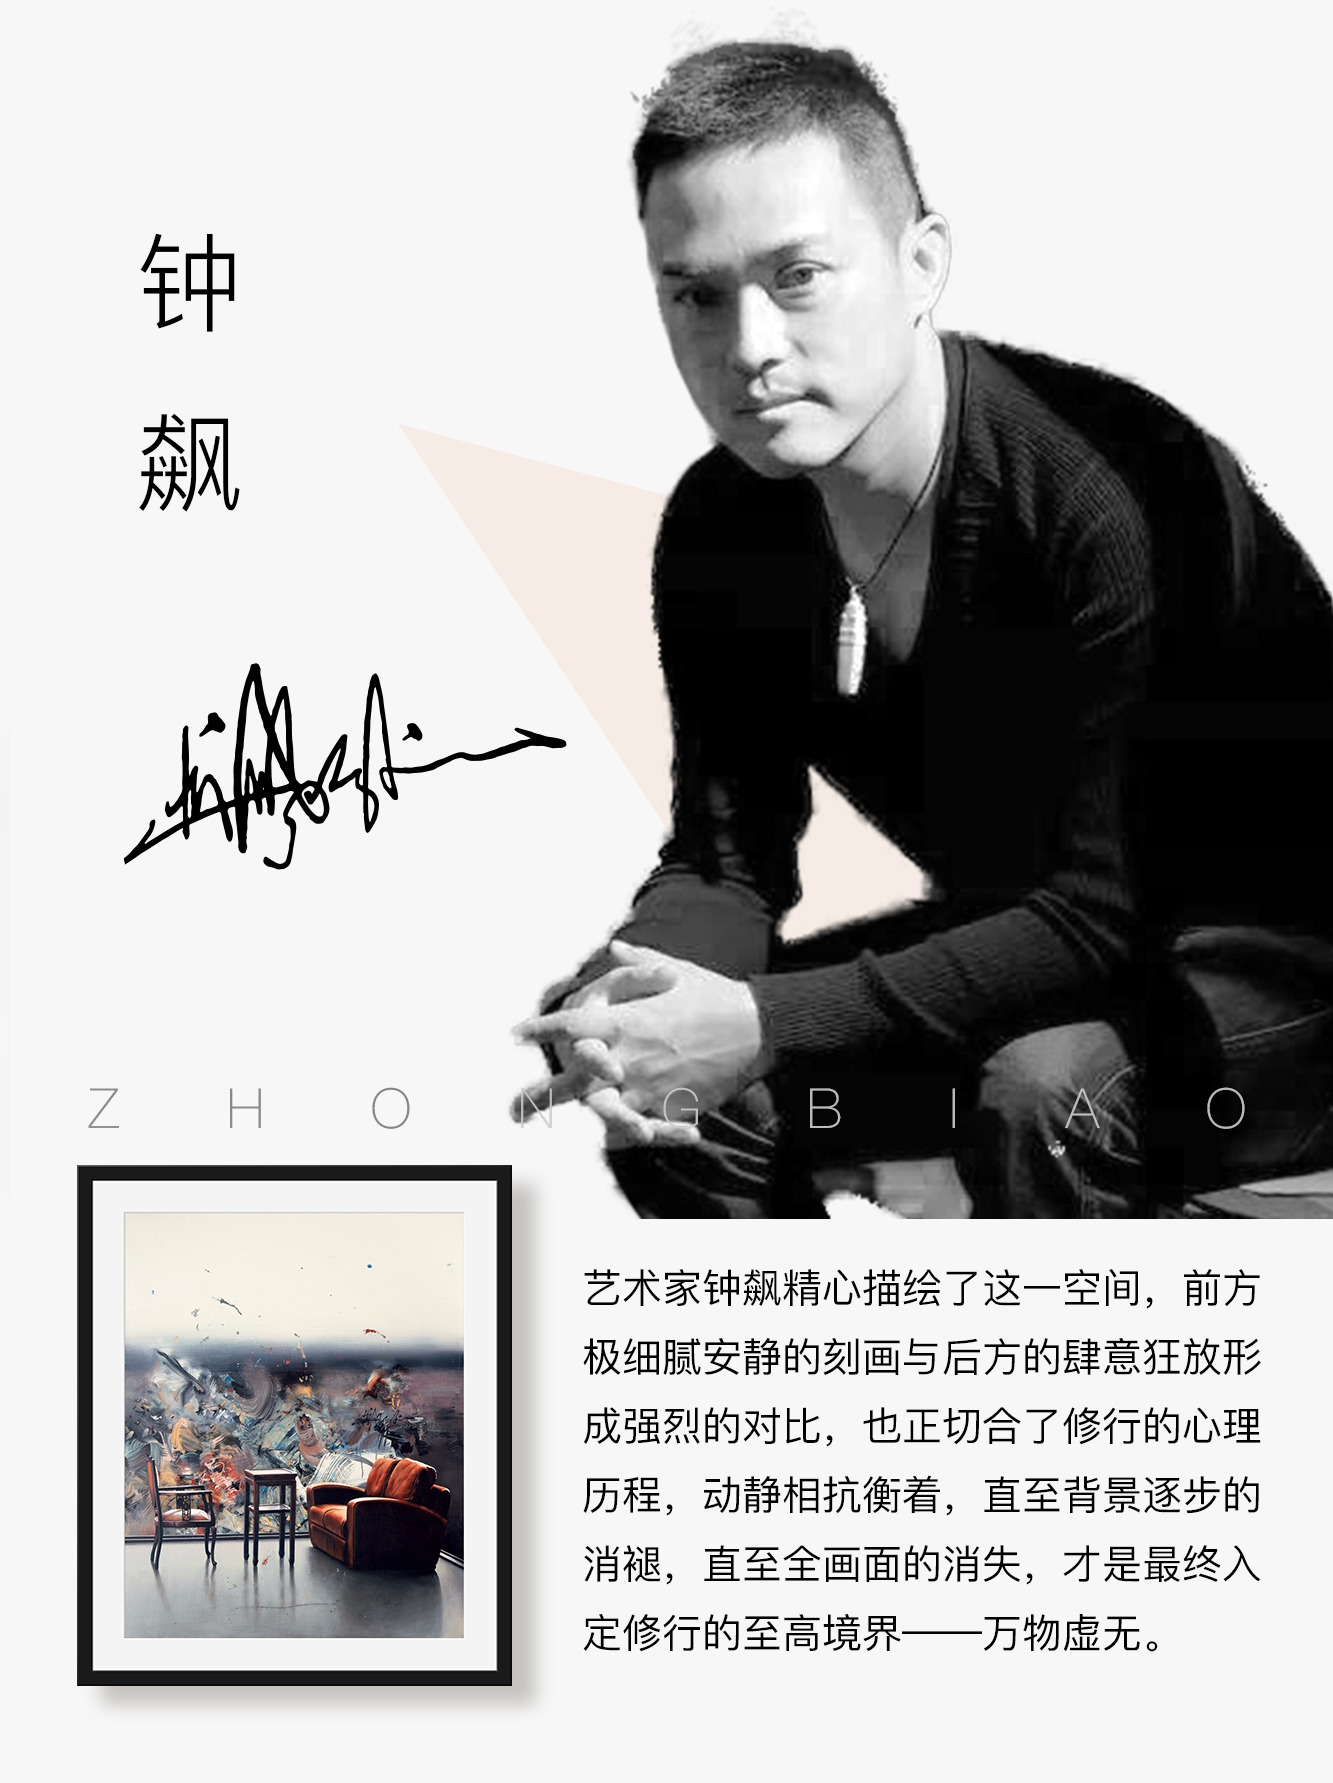 钟
飙
ZHONGBIAO
艺术家钟飙精心描绘了这一空间，前方
极细腻安静的刻画与后方的肆意狂放形
成强烈的对比，也正切合了修行的心理
历程，动静相抗衡着，直至背景逐步的
消褪，直至全画面的消失，才是最终入
定修行的至高境界——万物虚无。